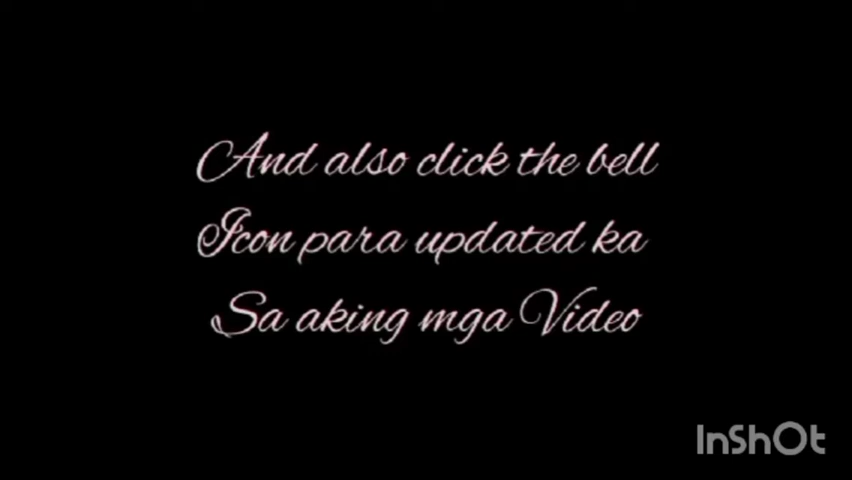 And also click the bell
Icon para updated ka
Sa aking mga Video
InShOt